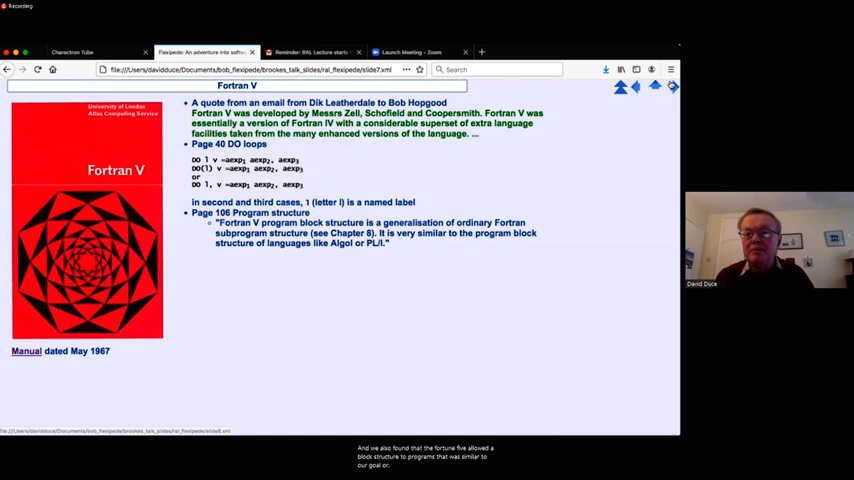 Recording
Charactron Tube
Flexipede: An adventure into softw
Reminder: RAL Lecture starts
Launch Meeting - Zoom
file:///Users/davidduce/Documents/bob_flexipede/brookes_talk_slides/ral_flexipede/slide7.xml
Search
Fortran V
University of London
Atlas Computing Service
Fortran V
Manual dated May 1967
• A quote from an email from Dik Leatherdale to Bob Hopgood
Fortran V was developed by Messrs Zell, Schofield and Coopersmith. Fortran V was
essentially a version of Fortran IV with a considerable superset of extra language
facilities taken from the many enhanced versions of the language. ...
• Page 40 DO loops
DO l v =aexp1 aexp2, aexp3
DO(l) v =aexp1 aexp2, aexp3
or
DO l, v =aexp1 aexp2, aexp3
in second and third cases, l (letter l) is a named label
• Page 106 Program structure
○ "Fortran V program block structure is a generalisation of ordinary Fortran
subprogram structure (see Chapter 8). It is very similar to the program block
structure of languages like Algol or PL/I."
file:///Users/davidduce/Documents/bob_flexipede/brookes_talk_slides/ral_flexipede/slide8.xml
David Duce
And we also found that the fortune five allowed a
block structure to programs that was similar to
our goal or.